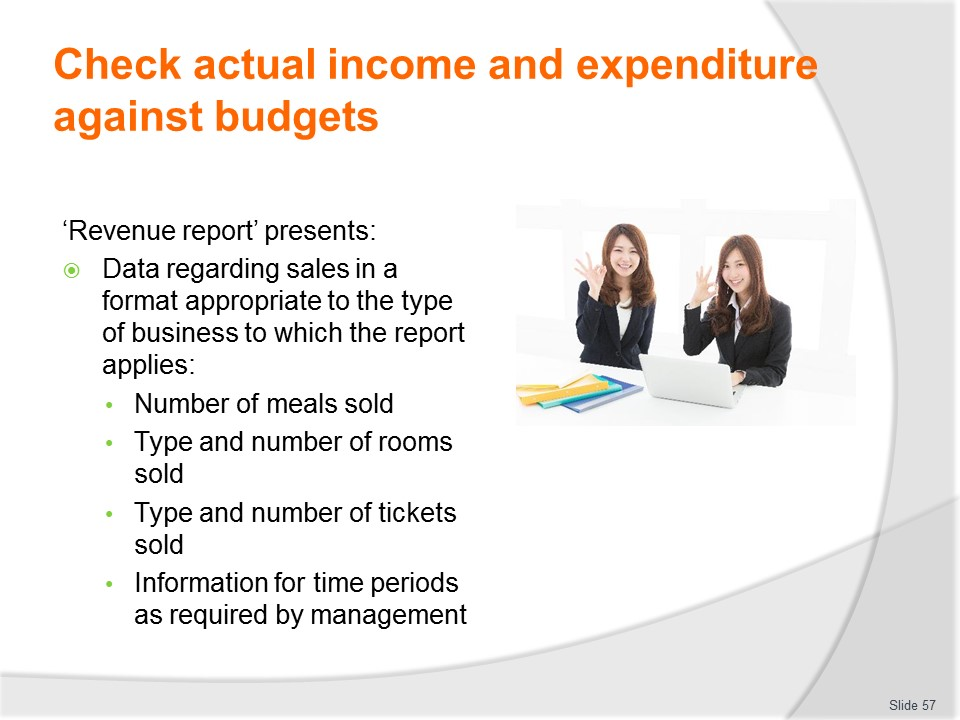 Check actual income and expenditure
against budgets
‘Revenue report’ presents:
Data regarding sales in a
format appropriate to the type
of business to which the report
applies:
• Number of meals sold
• Type and number of rooms
sold
• Type and number of tickets
sold
• Information for time periods
as required by management
Slide 57